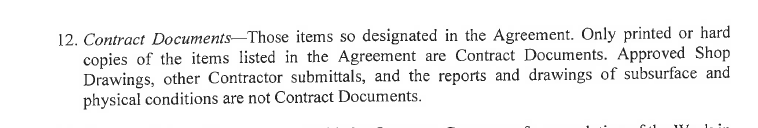 12. Contract Documents—Those items so designated in the Agreement. Only printed or hard
copies of the items listed in the Agreement are Contract Documents. Approved Shop
Drawings, other Contractor submittals, and the reports and drawings of subsurface and
physical conditions are not Contract Documents.